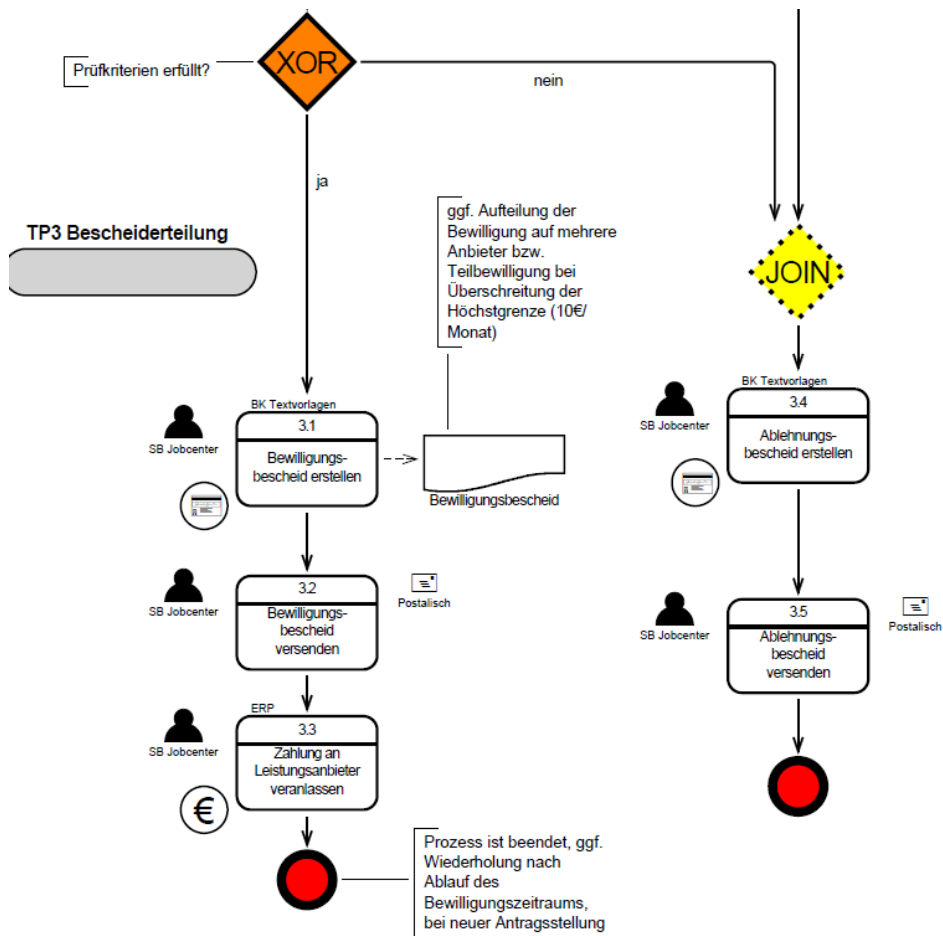 XOR
Prüfkriterien erfüllt?
nein
ja
TP3 Bescheiderteilung
ggf. Aufteilung der
Bewilligung auf mehrere
Anbieter bzw.
Teilbewilligung bei
Überschreitung der
Höchstgrenze (10€/
Monat)
JOIN
BK Textvorlagen
3.1
SB Jobcenter
Bewilligungs-
bescheid erstellen
Bewilligungsbescheid
BK Textvorlagen
3.4
SB Jobcenter
Ablehnungs-
bescheid erstellen
3.2
SB Jobcenter
Bewilligungs-
bescheid
versenden
Postalisch
3.5
SB Jobcenter
Ablehnungs-
bescheid
versenden
Postalisch
ERP
3.3
SB Jobcenter
Zahlung an
Leistungsanbieter
veranlassen
€
Prozess ist beendet, ggf.
Wiederholung nach
Ablauf des
Bewilligungszeitraums,
bei neuer Antragsstellung